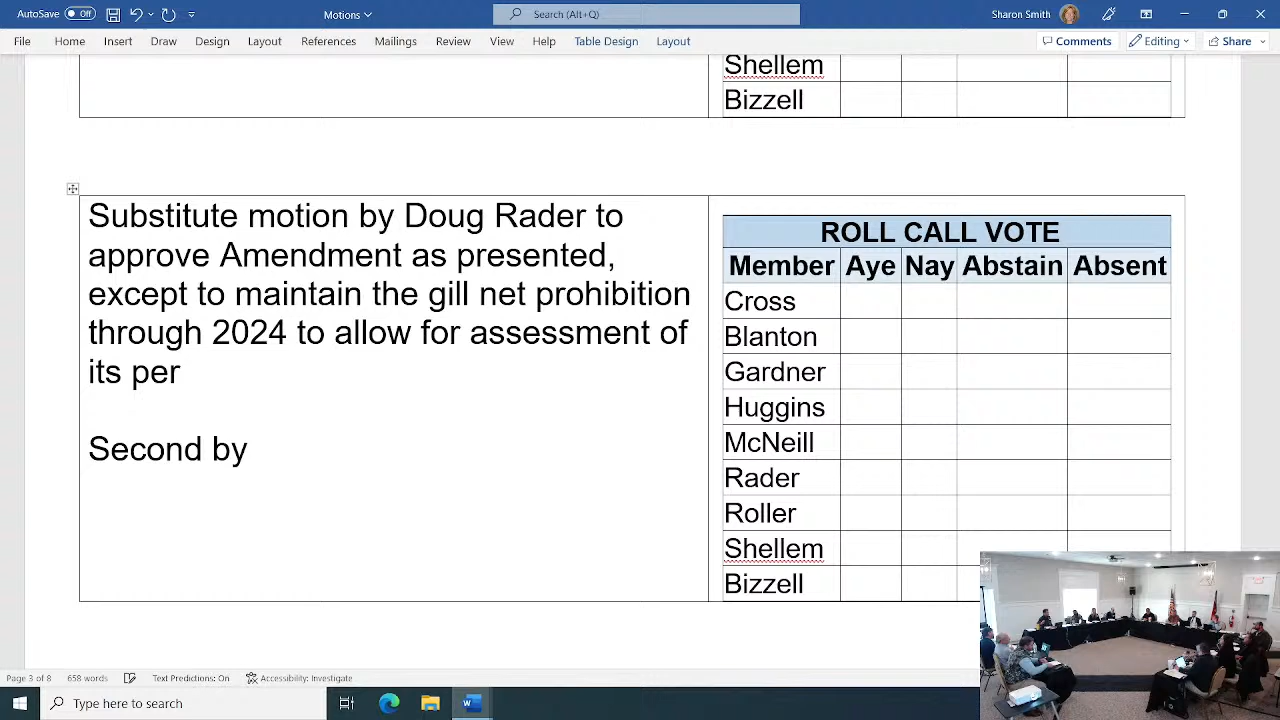 AutoSave Off Motions Search (Alt+Q) Sharon Smith
File Home Insert Draw Design Layout References Mailings Review View Help Table Design Layout Comments Editing Share
Shellem
Bizzell
Substitute motion by Doug Rader to
approve Amendment as presented,
except to maintain the gill net prohibition
through 2024 to allow for assessment of
its per
Second by
ROLL CALL VOTE
Member Aye Nay Abstain Absent
Cross
Blanton
Gardner
Huggins
McNeill
Rader
Roller
Shellem
Bizzell
Page 3 of 8 658 words Text Predictions: On Accessibility: Investigate
Type here to search